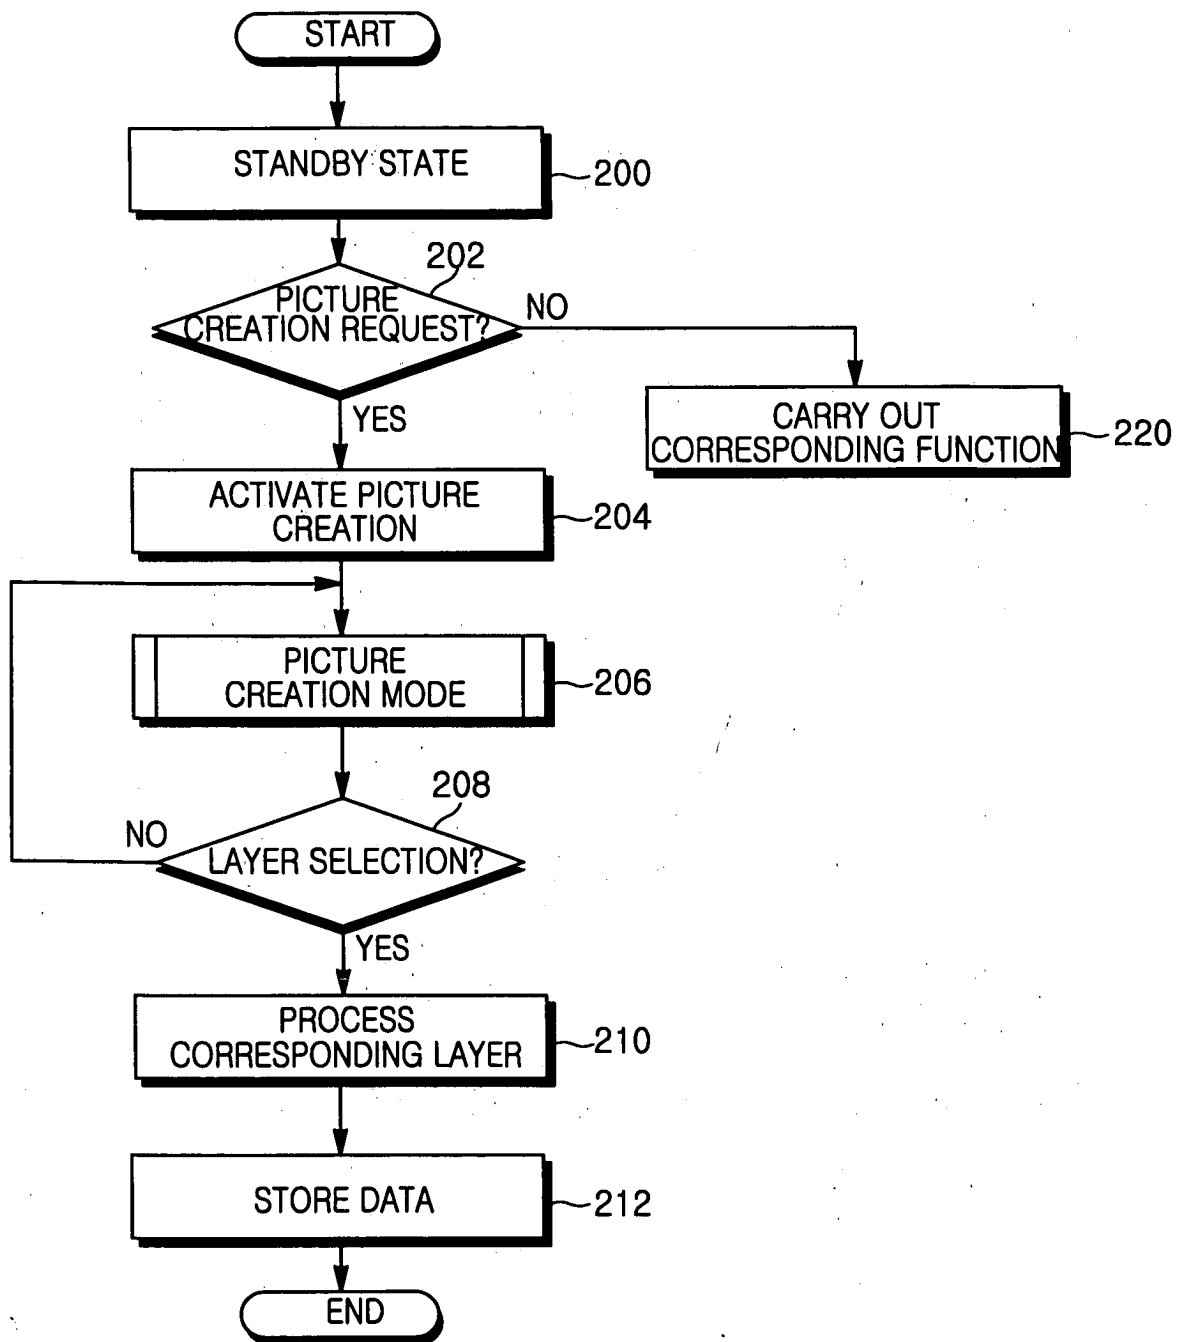 START
STANDBY STATE
200
202
PICTURE
CREATION REQUEST?
NO
YES
CARRY OUT
CORRESPONDING FUNCTION
220
ACTIVATE PICTURE
CREATION
204
PICTURE
CREATION MODE
206
208
NO
LAYER SELECTION?
YES
PROCESS
CORRESPONDING LAYER
210
STORE DATA
212
END